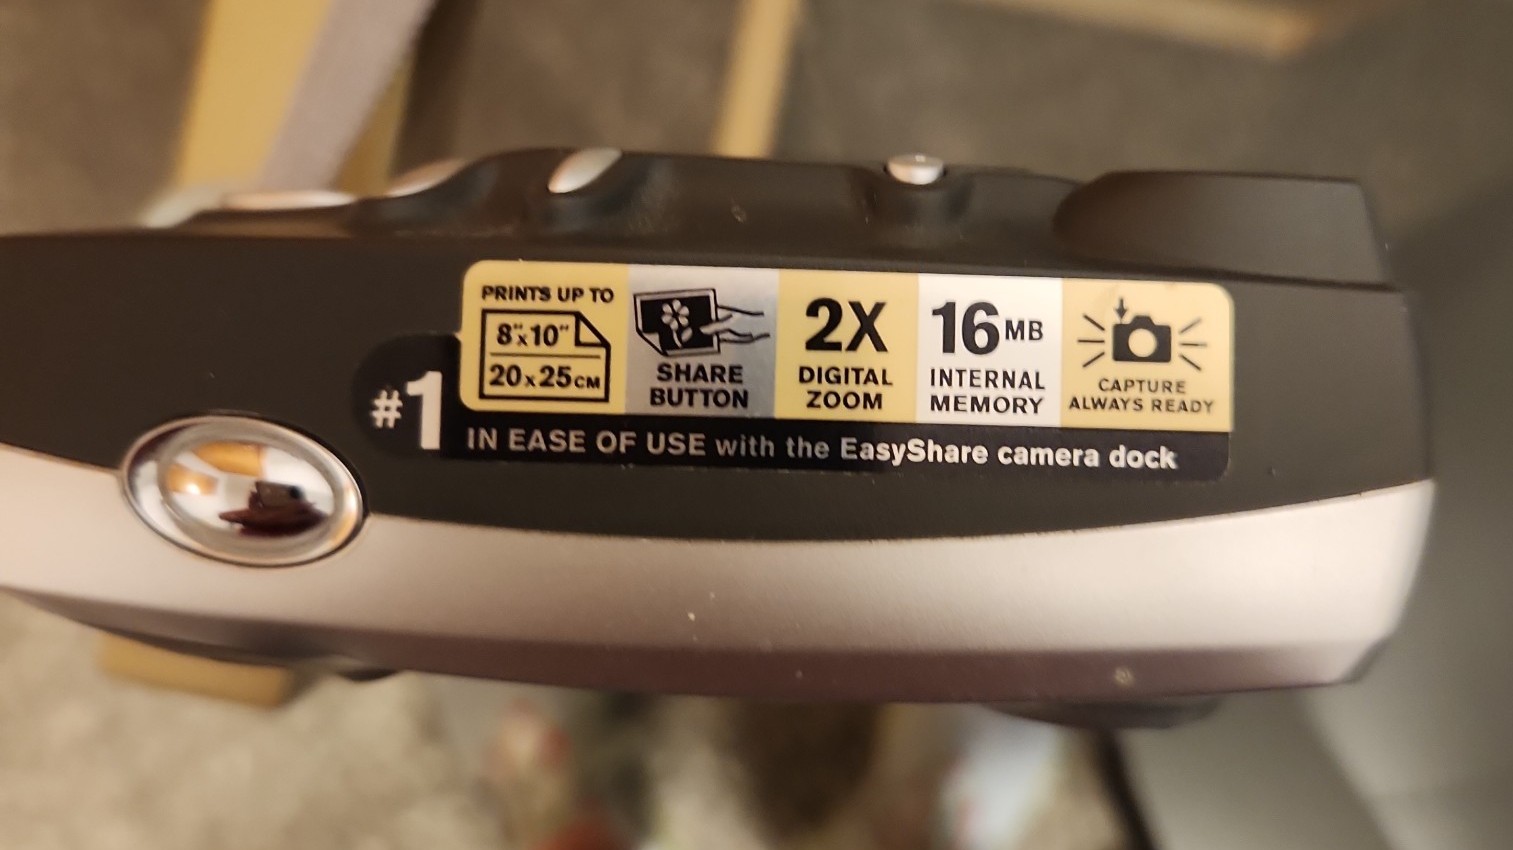 PRINTS UP TO
8"x10"
20x25CM
SHARE
BUTTON
2X
DIGITAL
ZOOM
16MB
INTERNAL
MEMORY
CAPTURE
ALWAYS READY
#1 IN EASE OF USE with the EasyShare camera dock